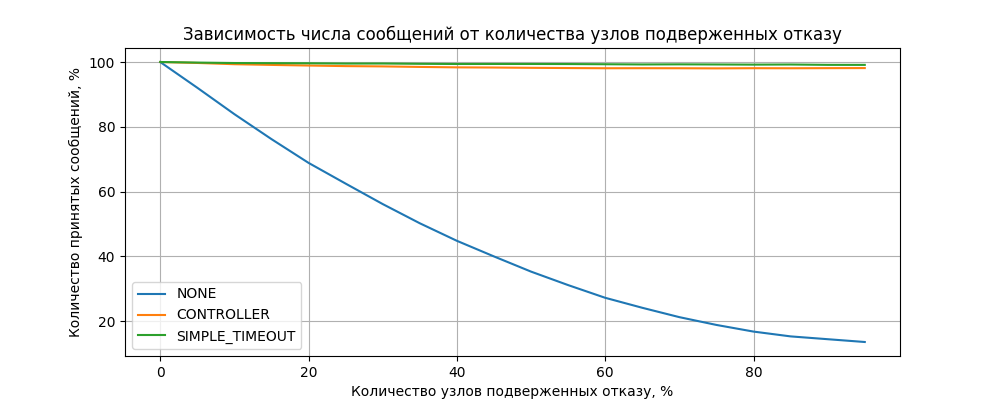 Зависимость числа сообщений от количества узлов подверженных отказу
Количество принятых сообщений, %
100
80
60
40
20
NONE
CONTROLLER
SIMPLE_TIMEOUT
0 20 40 60 80
Количество узлов подверженных отказу, %